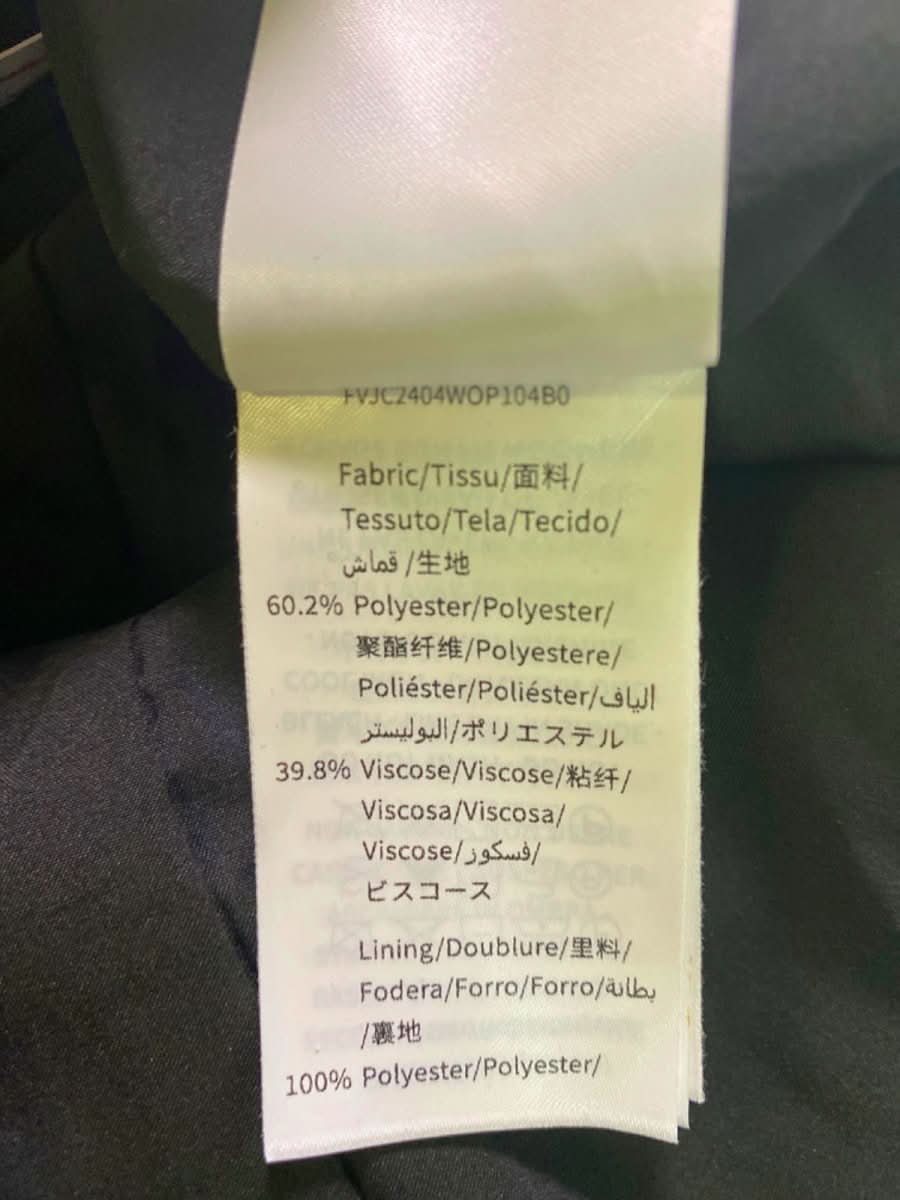 FVJC2404WOP104B0
Fabric/Tissu/面料/
Tessuto/Tela/Tecido/
قماش /生地
60.2% Polyester/Polyester/
聚酯纤维/Polyestere/
Poliéster/Poliéster/ألياف
البوليستر/ポリエステル
39.8% Viscose/Viscose/粘纤/
Viscosa/Viscosa/
Viscose/فسكوز/
ビスコース
Lining/Doublure/里料/
Fodera/Forro/Forro/بطانة
/裏地
100% Polyester/Polyester/